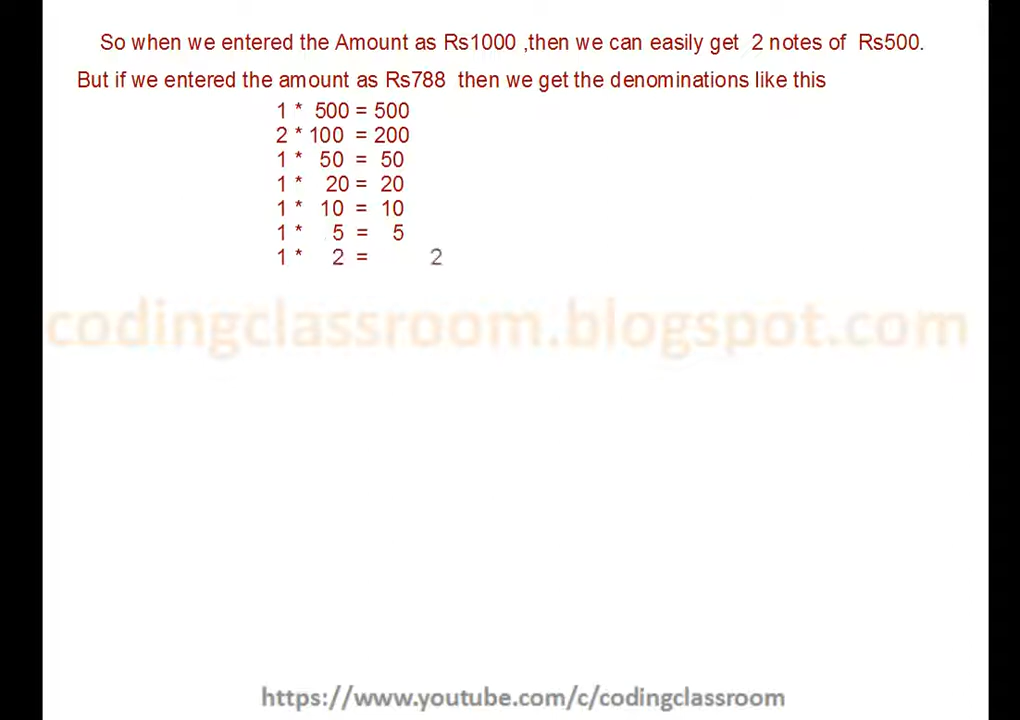 So when we entered the Amount as Rs1000 ,then we can easily get 2 notes of Rs500.
But if we entered the amount as Rs788 then we get the denominations like this
1 * 500 = 500
2 * 100 = 200
1 * 50 = 50
1 * 20 = 20
1 * 10 = 10
1 * 5 = 5
1 * 2 = 2
codingclassroom.blogspot.com
https://www.youtube.com/c/codingclassroom